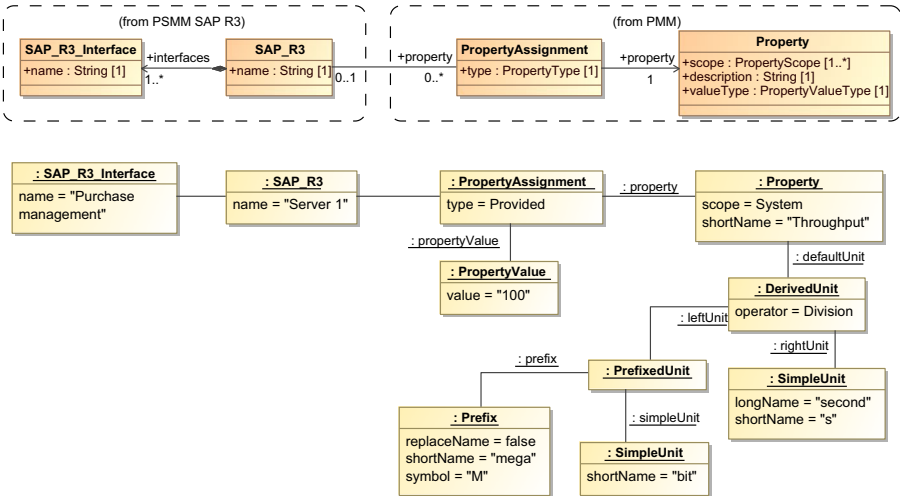 (from PSMM SAP R3)
SAP_R3_Interface
+name : String [1]
+interfaces
1..*
SAP_R3
+name : String [1]
0..1
(from PMM)
+property
0..*
PropertyAssignment
+type : PropertyType [1]
+property
1
Property
+scope : PropertyScope [1..*]
+description : String [1]
+valueType : PropertyValueType [1]
: SAP_R3_Interface
name = "Purchase
management"
: SAP_R3
name = "Server 1"
: PropertyAssignment
type = Provided
: property
: Property
scope = System
shortName = "Throughput"
: propertyValue
: PropertyValue
value = "100"
: defaultUnit
: DerivedUnit
operator = Division
: leftUnit
: rightUnit
: prefix
: PrefixedUnit
: SimpleUnit
longName = "second"
shortName = "s"
: Prefix
replaceName = false
shortName = "mega"
symbol = "M"
: simpleUnit
: SimpleUnit
shortName = "bit"